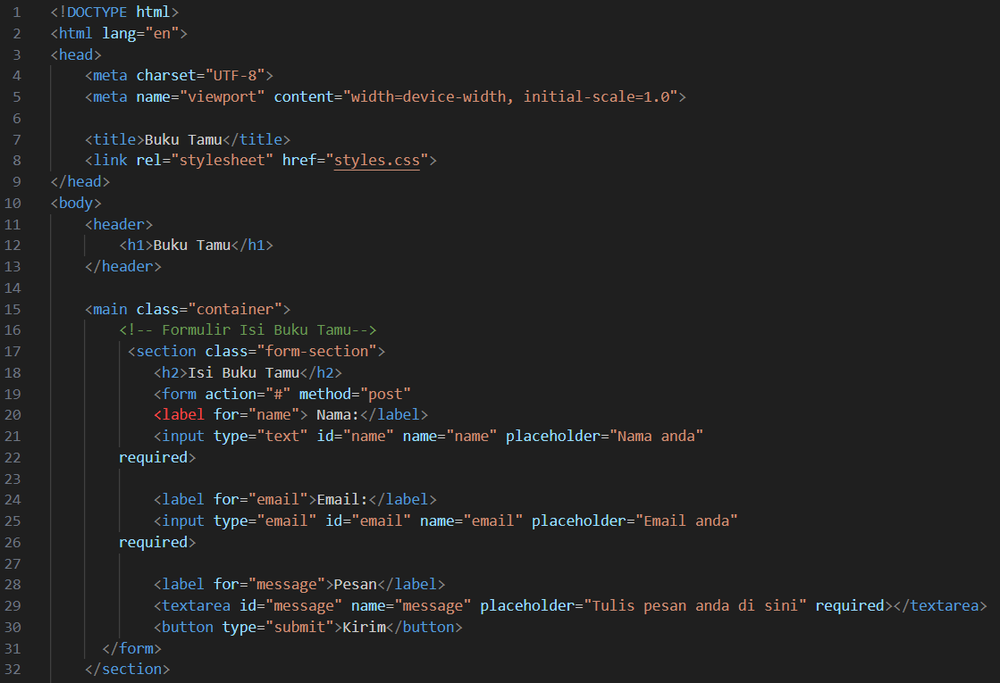 1 <!DOCTYPE html>
2 <html lang="en">
3 <head>
4     <meta charset="UTF-8">
5     <meta name="viewport" content="width=device-width, initial-scale=1.0">
6
7     <title>Buku Tamu</title>
8     <link rel="stylesheet" href="styles.css">
9 </head>
10 <body>
11     <header>
12         <h1>Buku Tamu</h1>
13     </header>
14
15     <main class="container">
16         <!-- Formulir Isi Buku Tamu-->
17          <section class="form-section">
18             <h2>Isi Buku Tamu</h2>
19             <form action="#" method="post"
20             <label for="name"> Nama:</label>
21             <input type="text" id="name" name="name" placeholder="Nama anda"
22         required>
23
24             <label for="email">Email:</label>
25             <input type="email" id="email" name="email" placeholder="Email anda"
26         required>
27
28             <label for="message">Pesan</label>
29             <textarea id="message" name="message" placeholder="Tulis pesan anda di sini" required></textarea>
30             <button type="submit">Kirim</button>
31       </form>
32     </section>